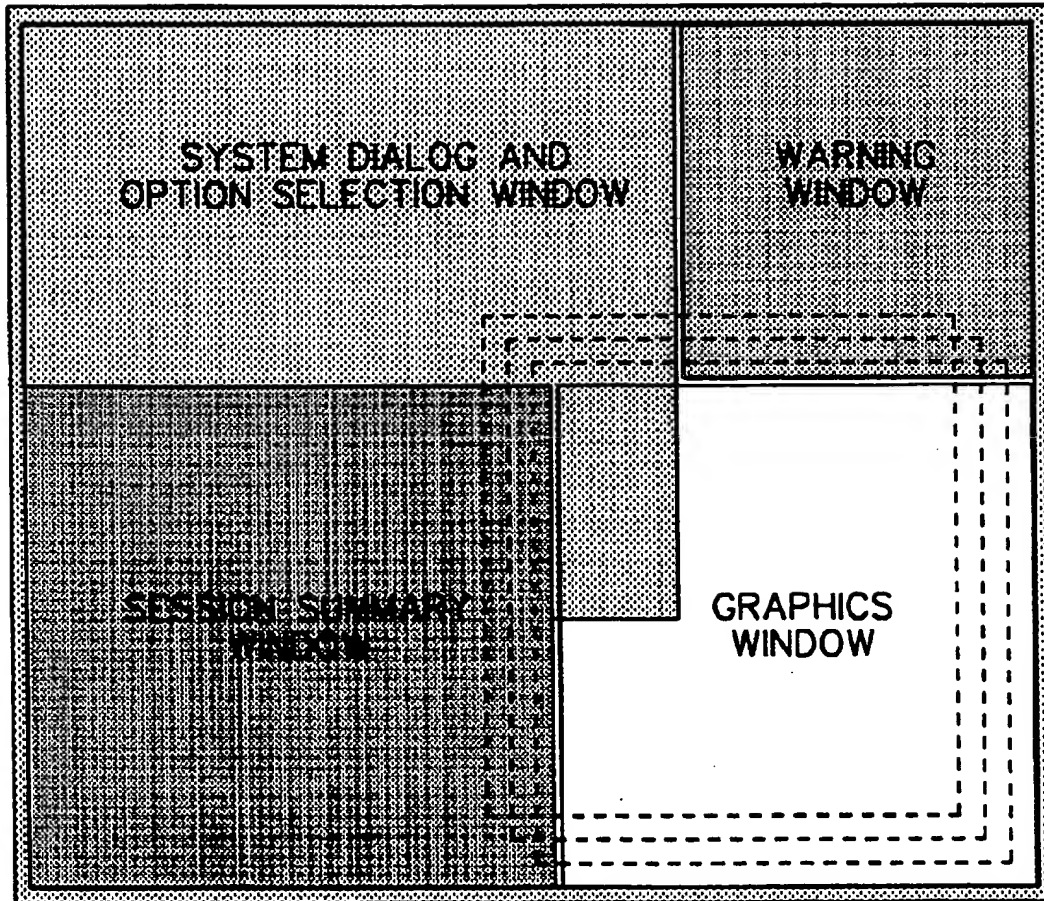 SYSTEM DIALOG AND
OPTION SELECTION WINDOW
WARNING
WINDOW
SESSION SUMMARY
WINDOW
GRAPHICS
WINDOW